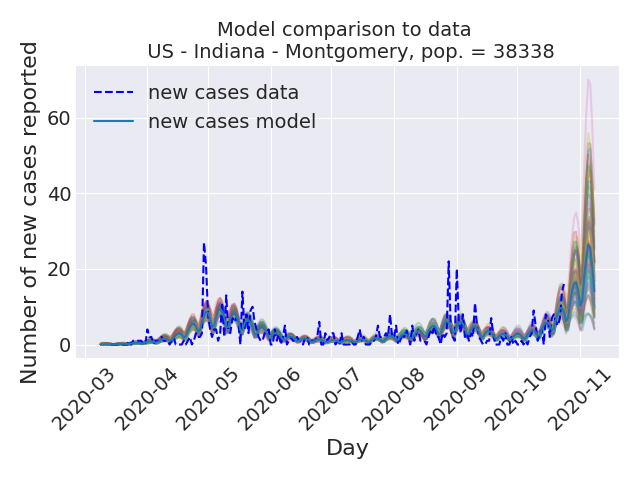 Model comparison to data
US - Indiana - Montgomery, pop. = 38338
Number of new cases reported
60
40
20
0
new cases data
new cases model
2020-03
2020-04
2020-05
2020-06
2020-07
2020-08
2020-09
2020-10
2020-11
Day